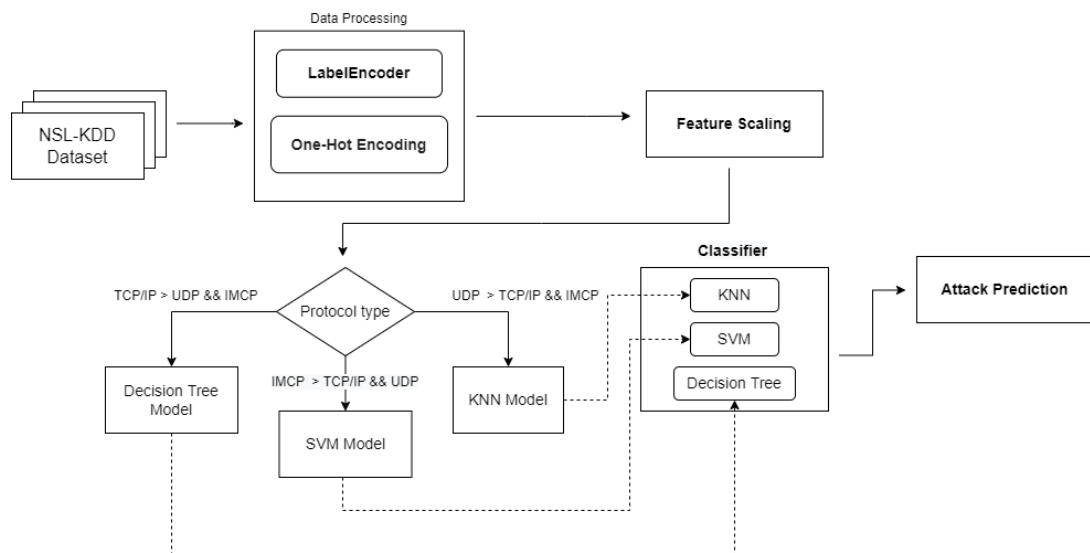 Data Processing
LabelEncoder
One-Hot Encoding
NSL-KDD
Dataset
Feature Scaling
Classifier
KNN
SVM
Decision Tree
Attack Prediction
TCP/IP > UDP && IMCP
Protocol type
UDP > TCP/IP && IMCP
IMCP > TCP/IP && UDP
Decision Tree
Model
SVM Model
KNN Model